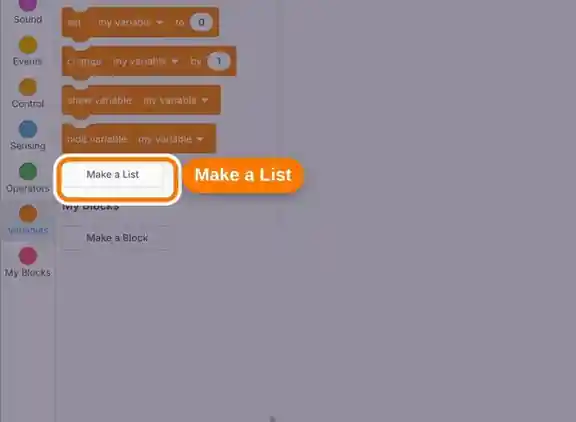 Sound
set my variable to 0
Events
change my variable by 1
Control
show variable my variable
Sensing
hide variable my variable
Make a List
Make a List
Operators
My Blocks
Variables
Make a Block
My Blocks